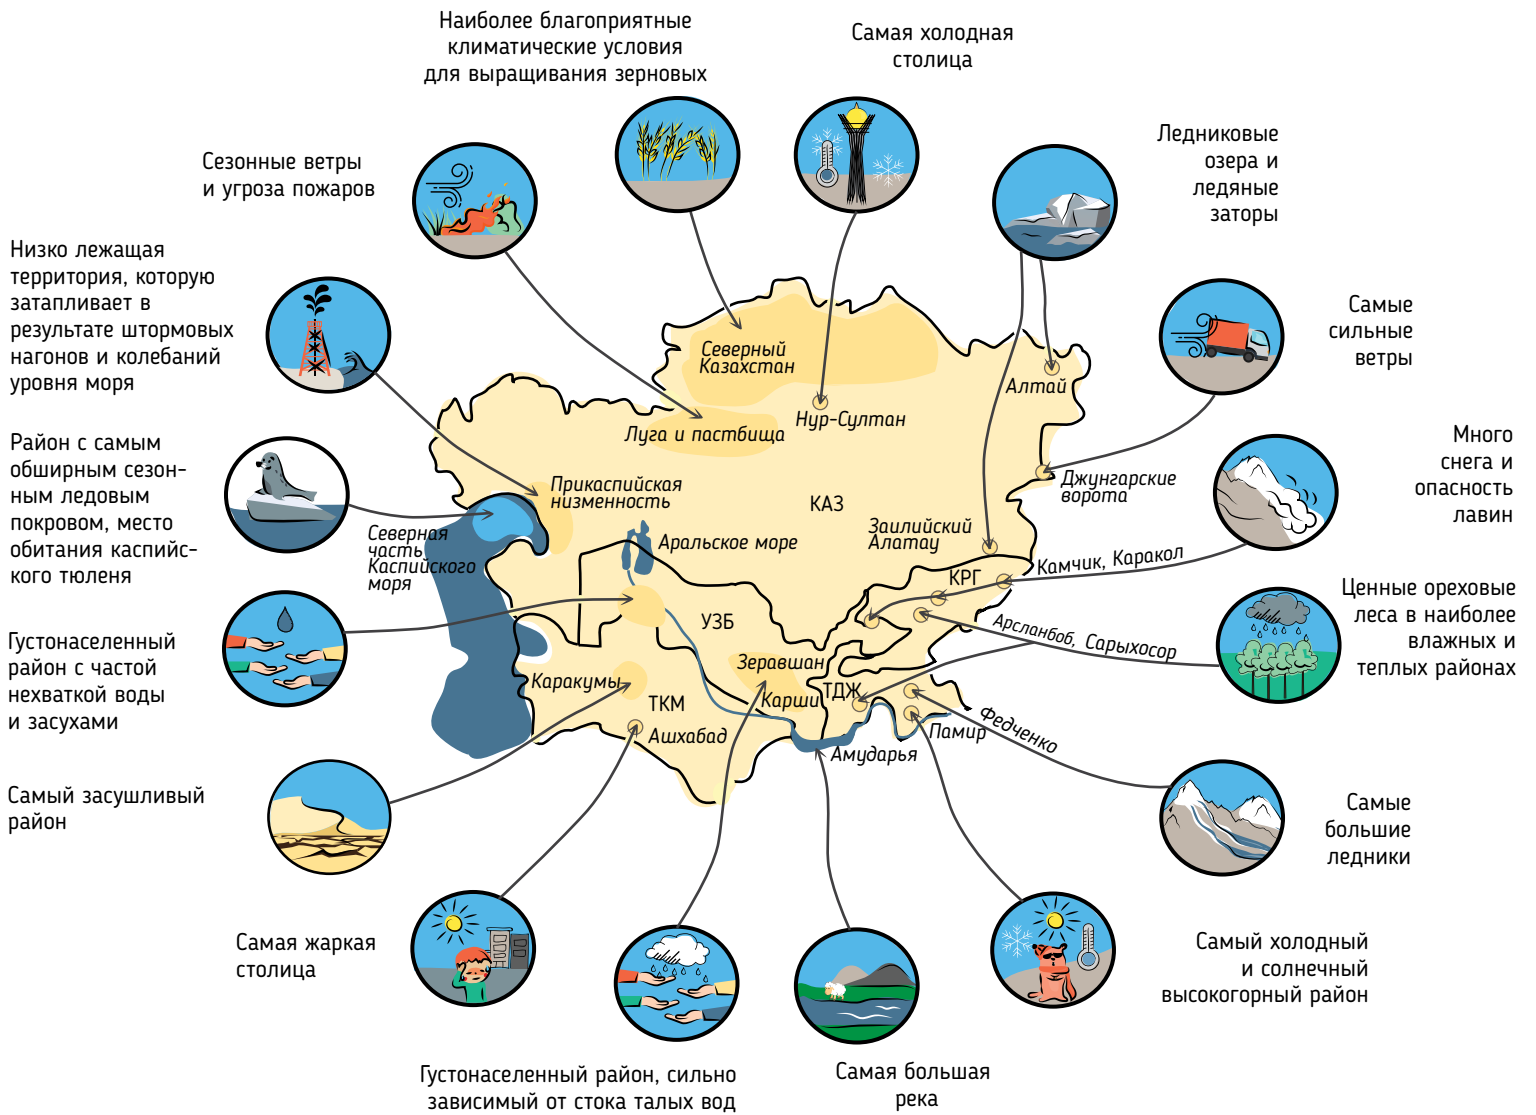 Наиболее благоприятные
климатические условия
для выращивания зерновых
Самая холодная
столица
Ледниковые
озера и
ледяные
заторы
Сезонные ветры
и угроза пожаров
Низко лежащая
территория, которую
затапливает в
результате штормовых
нагонов и колебаний
уровня моря
Самые
сильные
ветры
Район с самым
обширным сезон-
ным ледовым
покровом, место
обитания каспийс-
кого тюленя
Много
снега и
опасность
лавин
Густонаселенный
район с частой
нехваткой воды
и засухами
Ценные ореховые
леса в наиболее
влажных и
теплых районах
Самый засушливый
район
Самые
большие
ледники
Самая жаркая
столица
Самый холодный
и солнечный
высокогорный район
Густонаселенный район, сильно
зависимый от стока талых вод
Самая большая
река
Северный
Казахстан
Алтай
Нур-Султан
Луга и пастбища
Джунгарские
ворота
Прикаспийская
низменность
КАЗ
Заилийский
Алатау
Северная
часть
Каспийского
моря
Аральское море
КРГ
Камчик, Каракол
УЗБ
Арсланбоб, Сарыхосор
Зеравшан
Каракумы
ТКМ
Карши
ТДЖ
Ашхабад
Федченко
Памир
Амударья